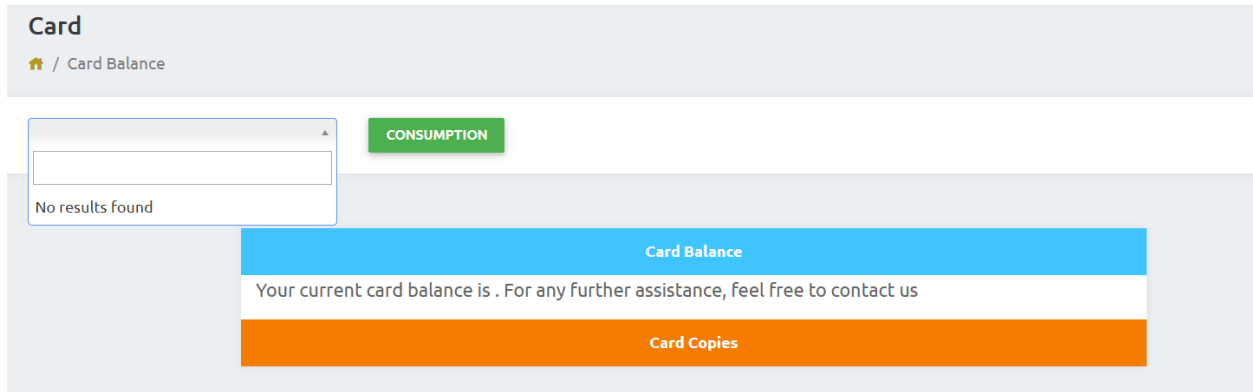 Card
/ Card Balance
CONSUMPTION
No results found
Card Balance
Your current card balance is . For any further assistance, feel free to contact us
Card Copies